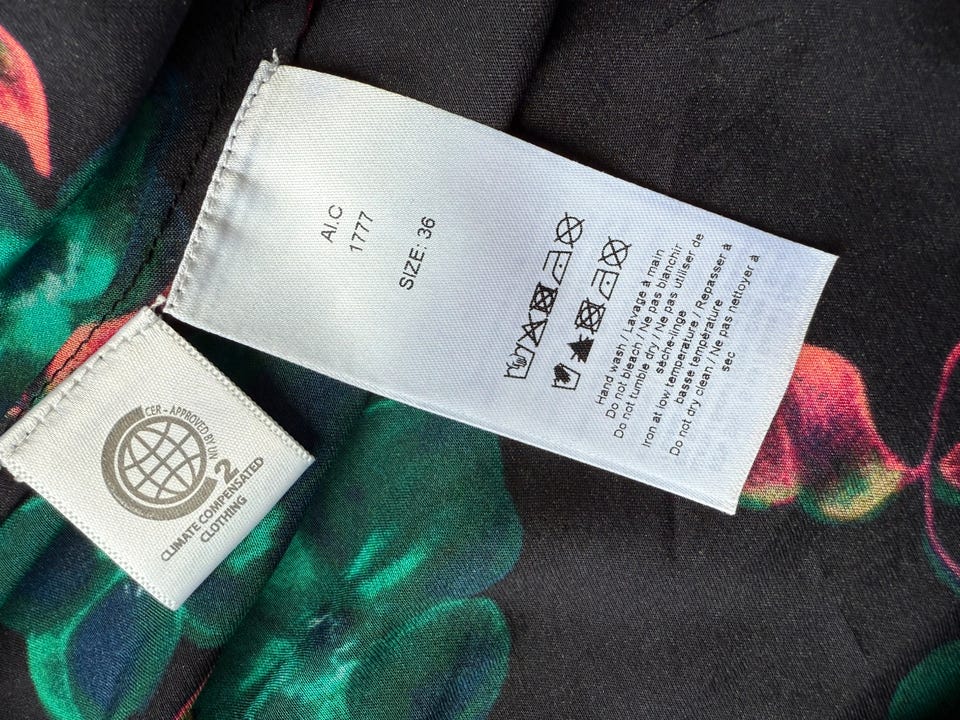 AI.C
1777
SIZE: 36
Hand wash / Lavage à main
Do not bleach / Ne pas blanchir
Do not tumble dry / Ne pas utiliser de
sèche-linge
Iron at low temperature / Repasser à
basse température
Do not dry clean / Ne pas nettoyer à
sec
CER - APPROVED BY UN
2
CLIMATE COMPENSATED
CLOTHING